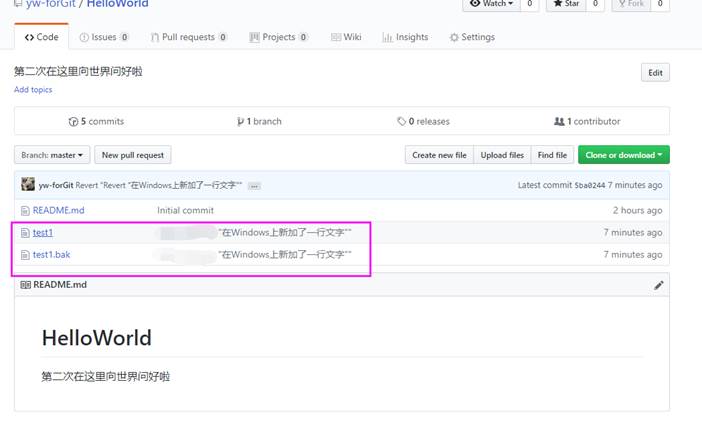 yw-forGit / HelloWorld
Watch 0 Star 0 Fork 0
Code Issues 0 Pull requests 0 Projects 0 Wiki Insights Settings
第二次在这里向世界问好啦 Edit
Add topics
5 commits 1 branch 0 releases 1 contributor
Branch: master New pull request Create new file Upload files Find file Clone or download
yw-forGit Revert "Revert "在Windows上新加了一行文字"" ... Latest commit 5ba0244 7 minutes ago
README.md Initial commit 2 hours ago
test1 "在Windows上新加了一行文字"" 7 minutes ago
test1.bak "在Windows上新加了一行文字"" 7 minutes ago
README.md
HelloWorld
第二次在这里向世界问好啦